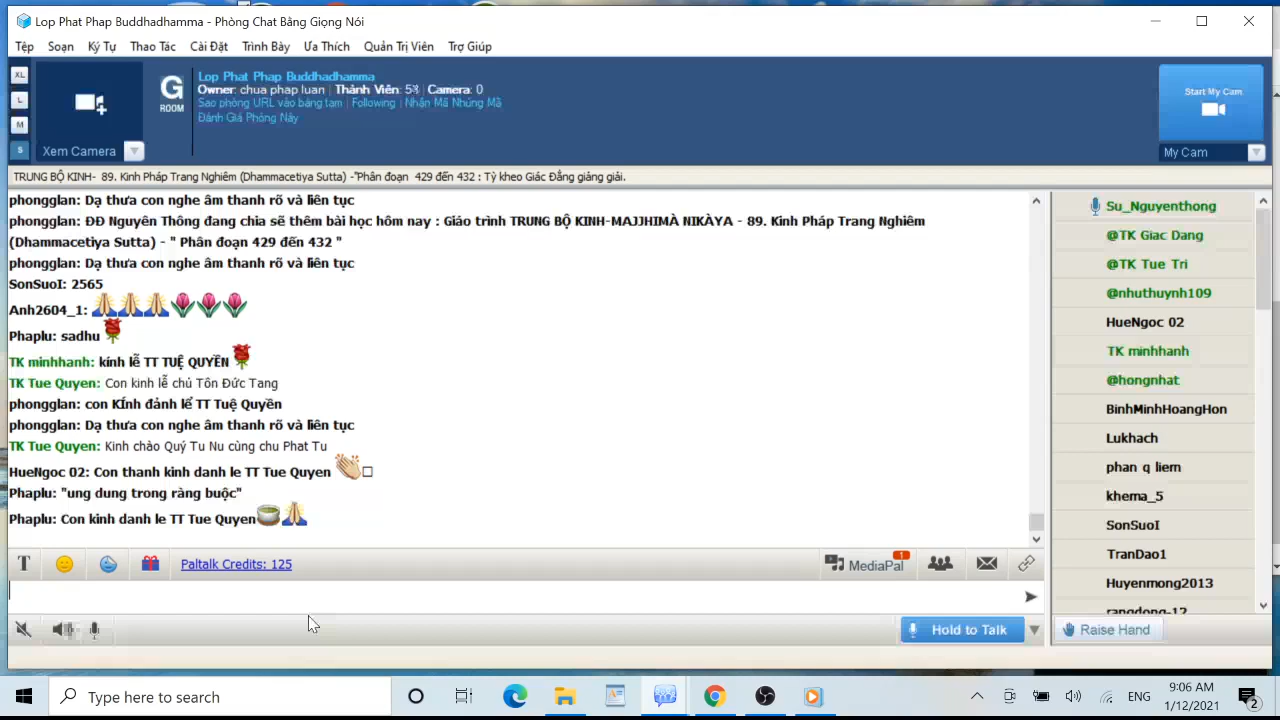 Lop Phat Phap Buddhadhamma - Phòng Chat Bằng Giọng Nói
Tệp Soạn Ký Tự Thao Tác Cài Đặt Trình Bày Ưa Thích Quản Trị Viên Trợ Giúp
XL
L
M
S
Xem Camera
G
ROOM
Lop Phat Phap Buddhadhamma
Owner: chua phap luan | Thành Viên: 53 | Camera: 0
Sao phòng URL vào bảng tạm | Following | Nhận Mã Nhúng Mã
Đánh Giá Phòng Này
Start My Cam
My Cam
TRUNG BỘ KINH- 89. Kinh Pháp Trang Nghiêm (Dhammacetiya Sutta) -"Phân đoạn 429 đến 432 : Tỳ kheo Giác Đẳng giảng giải.
phongglan: Dạ thưa con nghe âm thanh rõ và liên tục
phongglan: ĐĐ Nguyên Thông đang chia sẽ thêm bài học hôm nay : Giáo trình TRUNG BỘ KINH-MAJJHIMÀ NIKÀYA - 89. Kinh Pháp Trang Nghiêm
(Dhammacetiya Sutta) - " Phân đoạn 429 đến 432 "
phongglan: Dạ thưa con nghe âm thanh rõ và liên tục
SonSuoI: 2565
Anh2604_1:
Phaplu: sadhu
TK minhhanh: kính lễ TT TUỆ QUYỀN
TK Tue Quyen: Con kinh lễ chủ Tôn Đức Tang
phongglan: con KÍnh đảnh lể TT Tuệ Quyền
phongglan: Dạ thưa con nghe âm thanh rõ và liên tục
TK Tue Quyen: Kinh chào Quý Tu Nu cùng chu Phat Tu
HueNgoc 02: Con thanh kinh danh le TT Tue Quyen
Phaplu: "ung dung trong ràng buộc"
Phaplu: Con kinh danh le TT Tue Quyen
T Paltalk Credits: 125 MediaPal 1
Hold to Talk
Su_Nguyenthong
@TK Giac Dang
@TK Tue Tri
@nhuthuynh109
HueNgoc 02
TK minhhanh
@hongnhat
BinhMinhHoangHon
Lukhach
phan q liem
khema_5
SonSuoI
TranDao1
Huyenmong2013
rangdong-12
Raise Hand
Type here to search
ENG
9:06 AM
1/12/2021
2